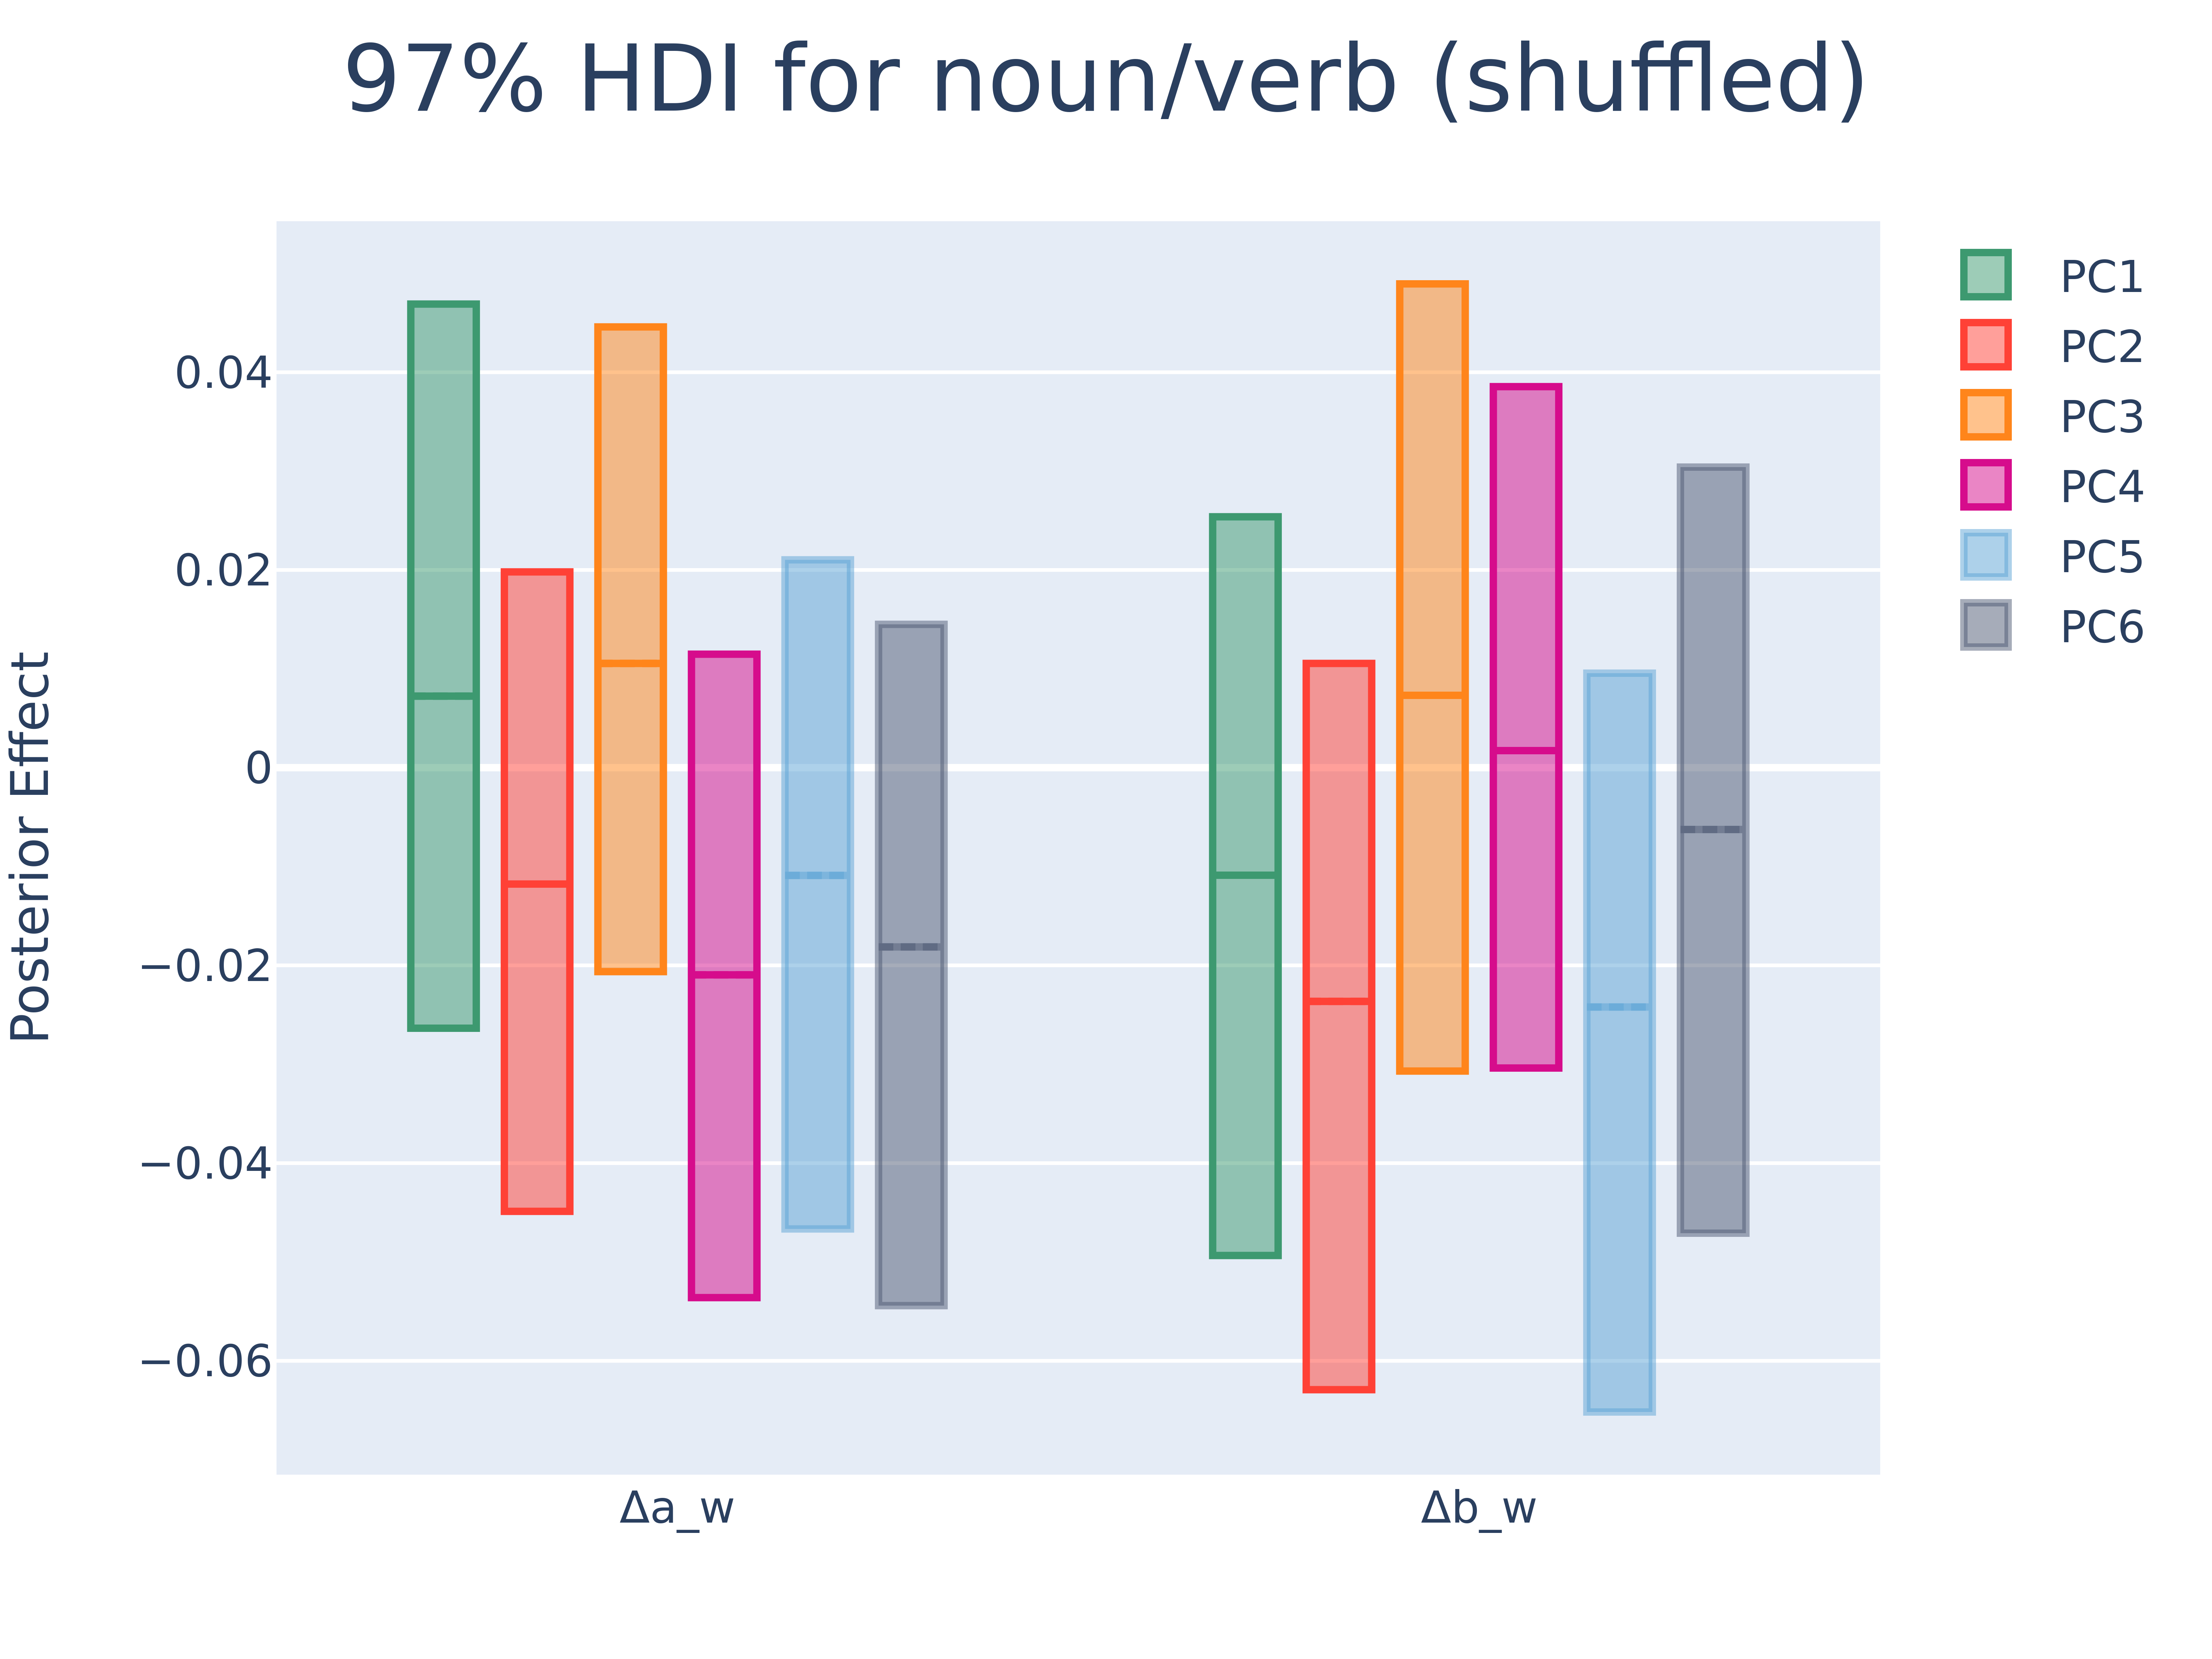 97% HDI for noun/verb (shuffled)
Posterior Effect
0.04
0.02
0
−0.02
−0.04
−0.06
Δa_w
Δb_w
PC1
PC2
PC3
PC4
PC5
PC6